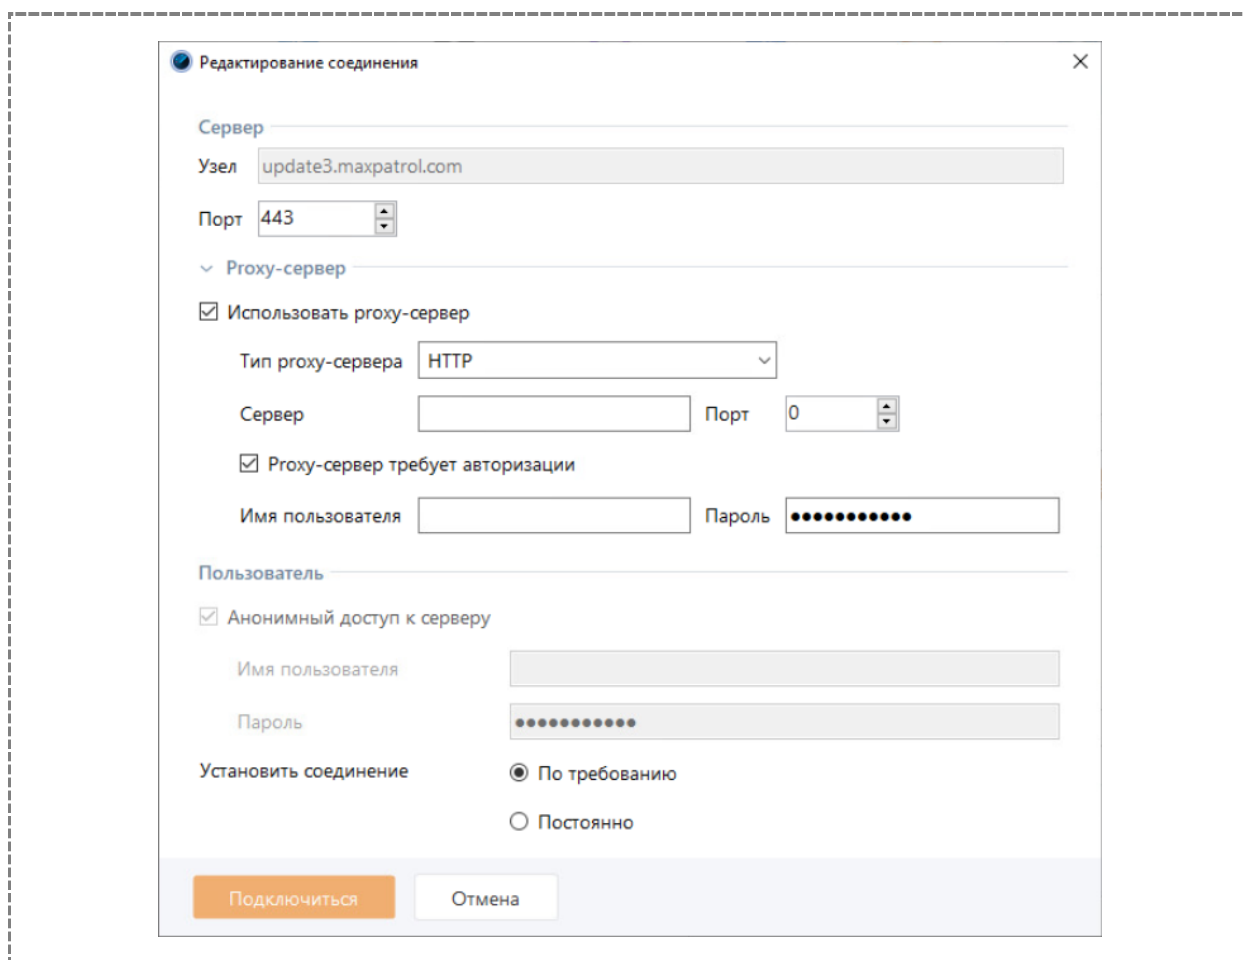 Редактирование соединения
Сервер
Узел update3.maxpatrol.com
Порт 443
Proxy-сервер
Использовать proxy-сервер
Тип proxy-сервера HTTP
Сервер Порт 0
Proxy-сервер требует авторизации
Имя пользователя Пароль ●●●●●●●●●●●
Пользователь
Анонимный доступ к серверу
Имя пользователя
Пароль ●●●●●●●●●●●
Установить соединение По требованию
Постоянно
Подключиться Отмена